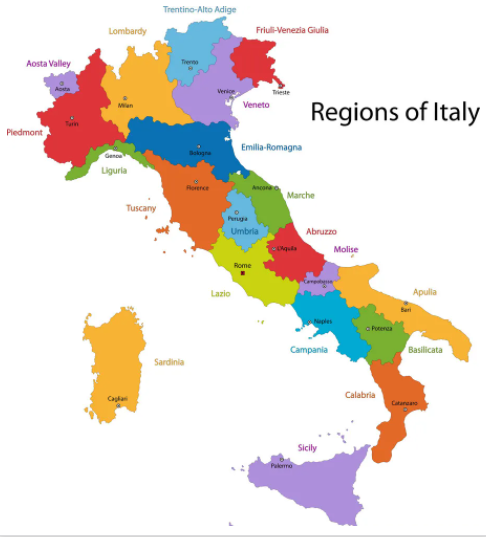 Trentino-Alto Adige
Lombardy
Friuli-Venezia Giulia
Aosta Valley
Trento
Aosta
Venice
Trieste
Milan
Veneto
Regions of Italy
Turin
Piedmont
Emilia-Romagna
Genoa
Bologna
Liguria
Florence
Ancona
Marche
Tuscany
Perugia
Umbria
Abruzzo
L'Aquila
Molise
Rome
Campobasso
Lazio
Apulia
Bari
Naples
Potenza
Campania
Basilicata
Sardinia
Calabria
Cagliari
Catanzaro
Sicily
Palermo